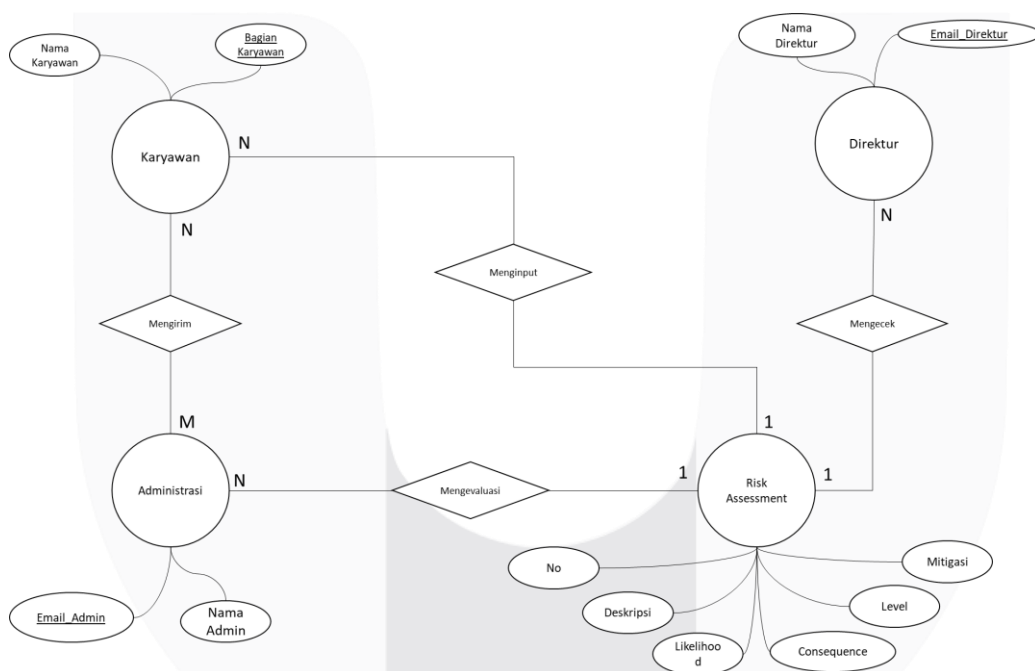 Nama
Karyawan
Bagian
Karyawan
Nama
Direktur
Email_Direktur
Karyawan
N
Direktur
N
N
Menginput
Mengirim
Mengecek
M
1
Administrasi
N
Mengevaluasi
1
Risk
Assessment
1
No
Mitigasi
Deskripsi
Level
Email_Admin
Nama
Admin
Likelihoo
d
Consequence